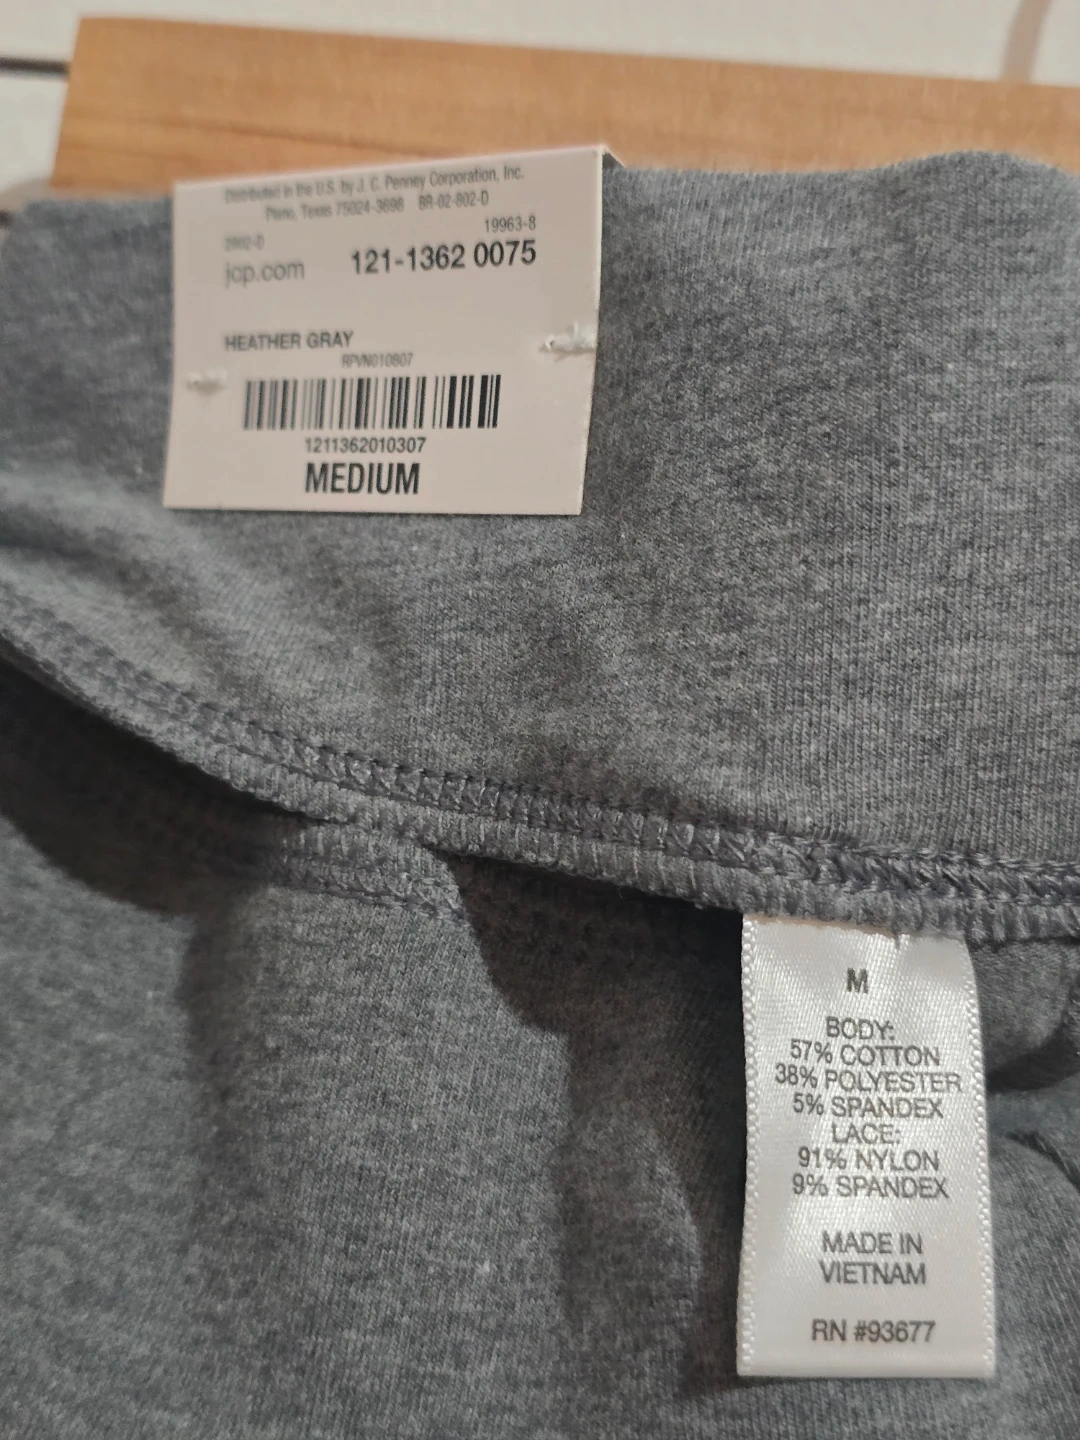 Distributed in the U.S. by J. C. Penney Corporation, Inc.
Plano, Texas 75024-3698 BR-02-802-D
19963-8
2802-D
jcp.com 121-1362 0075
HEATHER GRAY
RPVN010807
1211362010307
MEDIUM
M
BODY:
57% COTTON
38% POLYESTER
5% SPANDEX
LACE:
91% NYLON
9% SPANDEX
MADE IN
VIETNAM
RN #93677